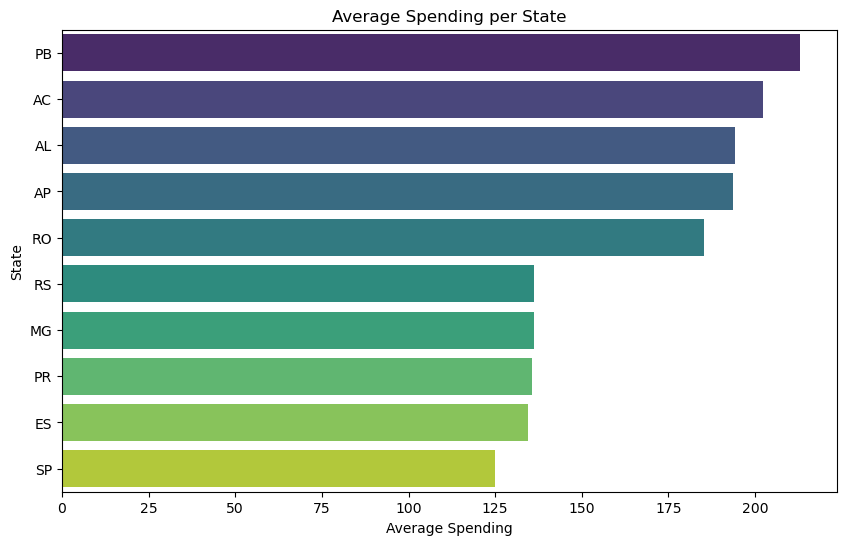 Average Spending per State
PB
AC
AL
AP
RO
RS
MG
PR
ES
SP
State
0 25 50 75 100 125 150 175 200
Average Spending